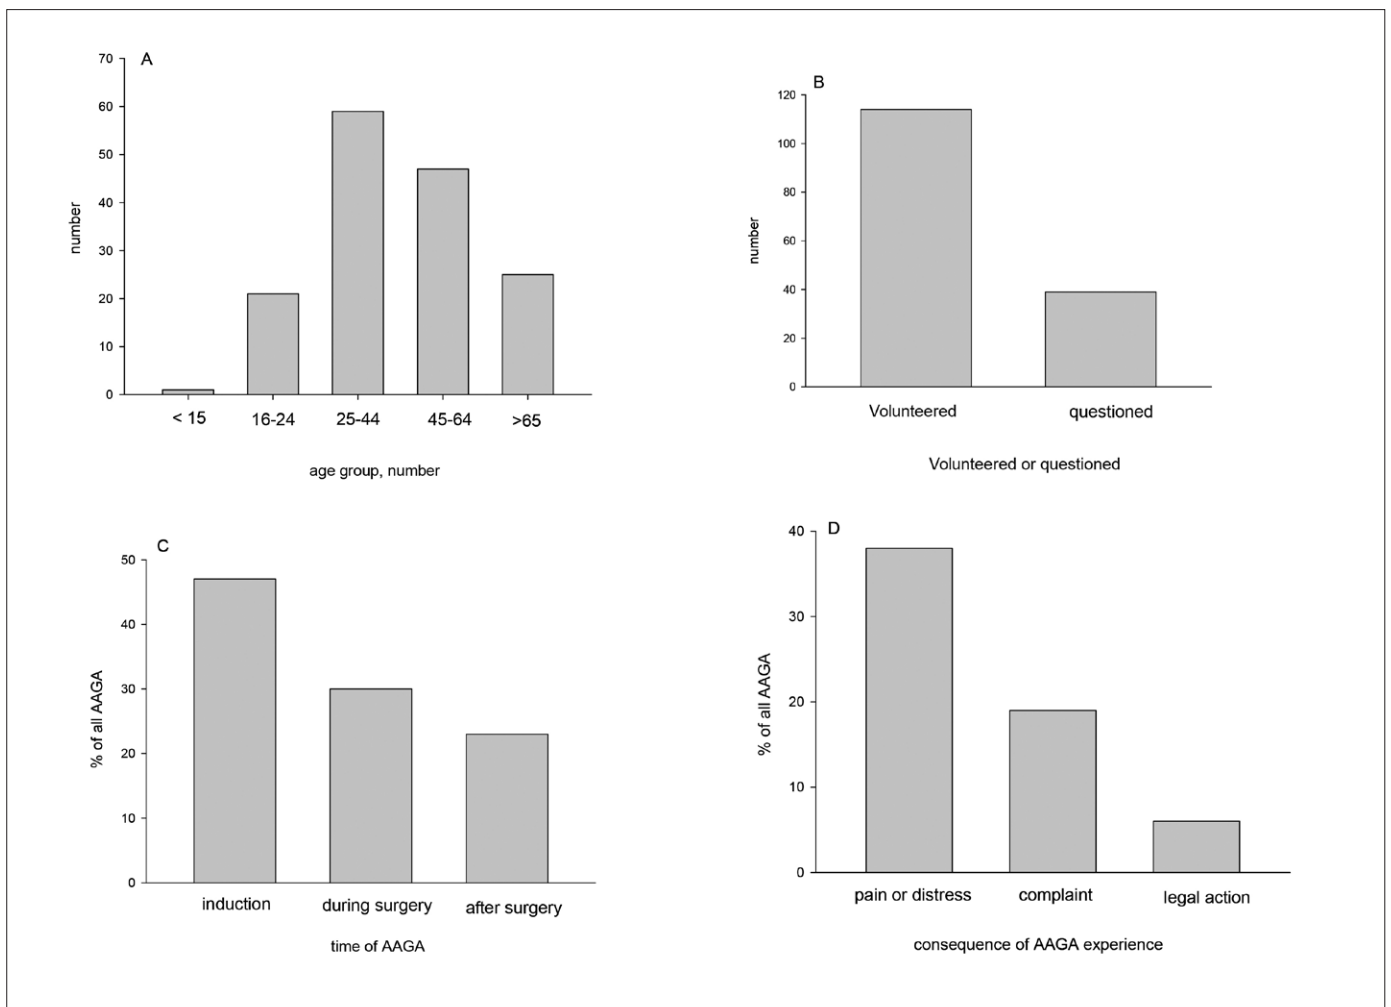 A
70
60
50
40
30
20
10
0
number
< 15 16-24 25-44 45-64 >65
age group, number
B
120
100
80
60
40
20
0
number
Volunteered questioned
Volunteered or questioned
C
50
40
30
20
10
0
% of all AAGA
induction during surgery after surgery
time of AAGA
D
40
30
20
10
0
% of all AAGA
pain or distress complaint legal action
consequence of AAGA experience